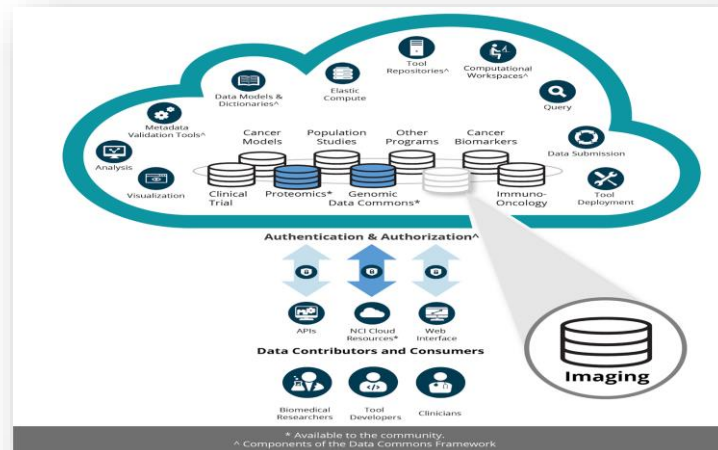 Tool
Repositories^
Computational
Workspaces^
Elastic
Compute
Data Models &
Dictionaries^
Query
Metadata
Validation Tools^
Data Submission
Analysis
Visualization
Tool
Deployment
Cancer
Models
Population
Studies
Other
Programs
Cancer
Biomarkers
Clinical
Trial
Proteomics*
Genomic
Data Commons*
Immuno-
Oncology
Authentication & Authorization^
APIs
NCI Cloud
Resources*
Web
Interface
Imaging
Data Contributors and Consumers
Biomedical
Researchers
Tool
Developers
Clinicians
* Available to the community.
^ Components of the Data Commons Framework